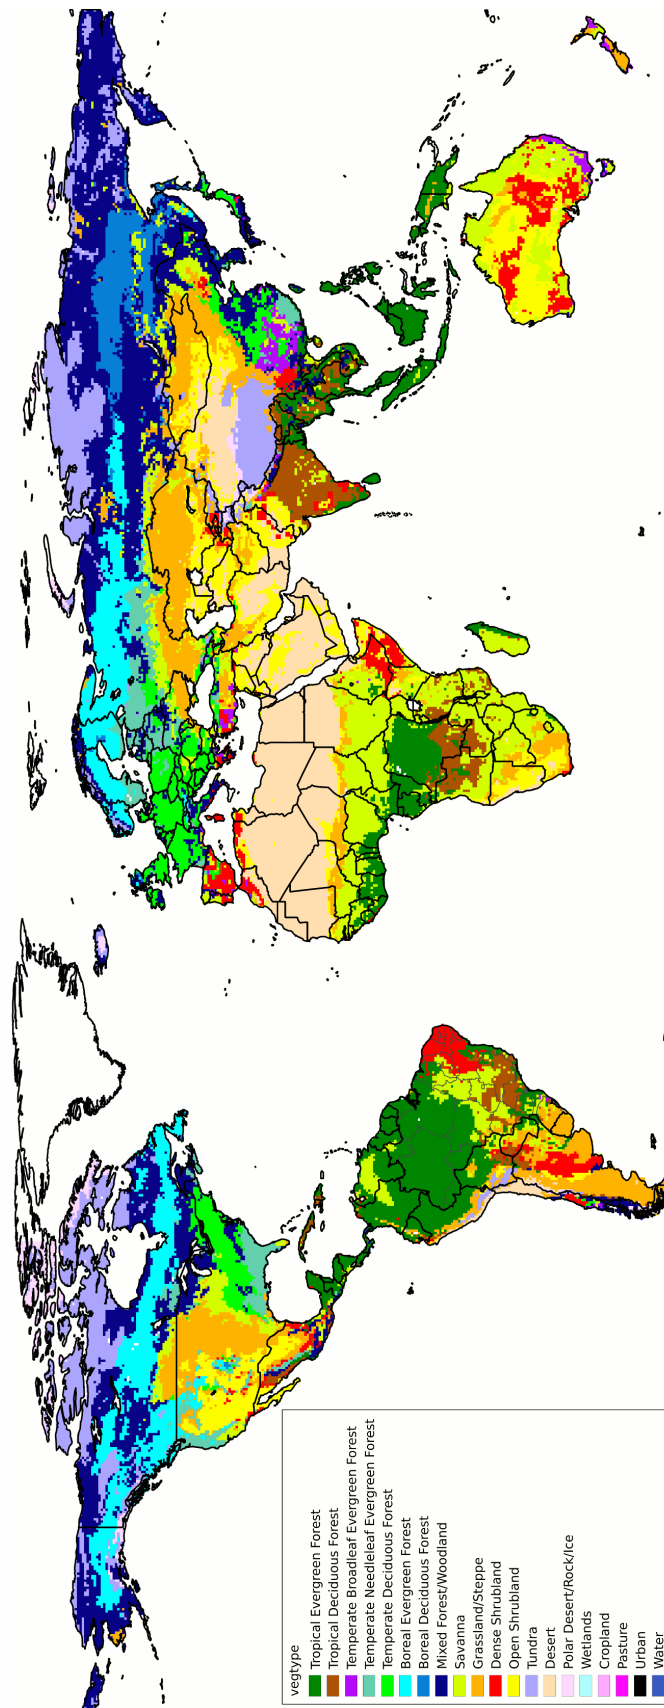 vegtype
Tropical Evergreen Forest
Tropical Deciduous Forest
Temperate Broadleaf Evergreen Forest
Temperate Needleleaf Evergreen Forest
Temperate Deciduous Forest
Boreal Evergreen Forest
Boreal Deciduous Forest
Mixed Forest/Woodland
Savanna
Grassland/Steppe
Dense Shrubland
Open Shrubland
Tundra
Desert
Polar Desert/Rock/Ice
Wetlands
Cropland
Pasture
Urban
Water